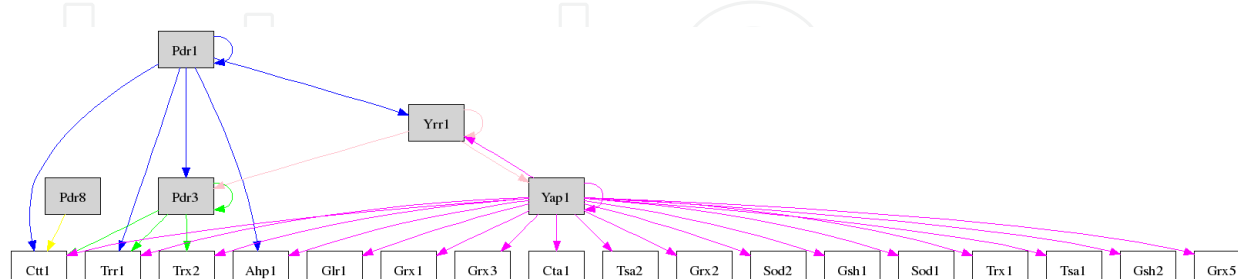 Pdr1
Yrr1
Pdr8
Pdr3
Yap1
Ctt1
Trr1
Trx2
Ahp1
Glr1
Grx1
Grx3
Cta1
Tsa2
Grx2
Sod2
Gsh1
Sod1
Trx1
Tsa1
Gsh2
Grx5